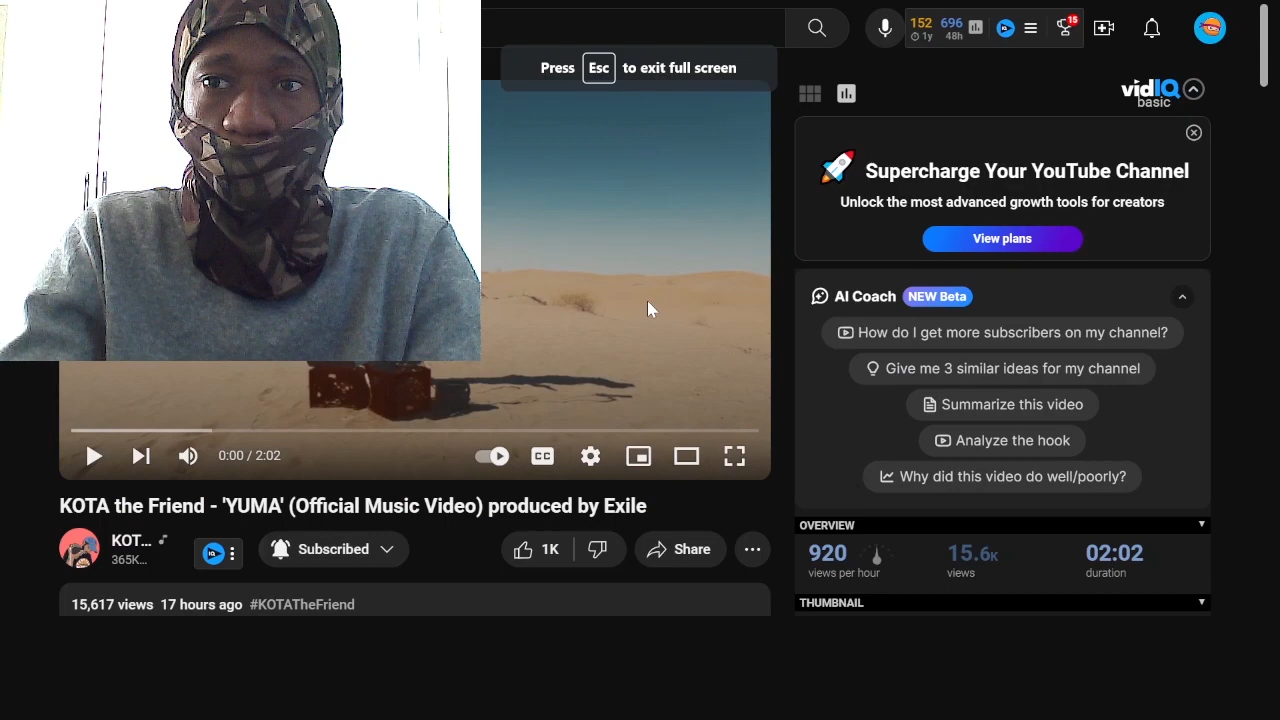 152 696
1y 48h
15
Press Esc to exit full screen
vidIQ
basic
Supercharge Your YouTube Channel
Unlock the most advanced growth tools for creators
View plans
AI Coach NEW Beta
How do I get more subscribers on my channel?
Give me 3 similar ideas for my channel
Summarize this video
Analyze the hook
Why did this video do well/poorly?
0:00 / 2:02
CC
KOTA the Friend - 'YUMA' (Official Music Video) produced by Exile
KOT...
365K...
IQ
Subscribed
1K
Share
OVERVIEW
920 15.6K 02:02
views per hour views duration
15,617 views 17 hours ago #KOTATheFriend
THUMBNAIL